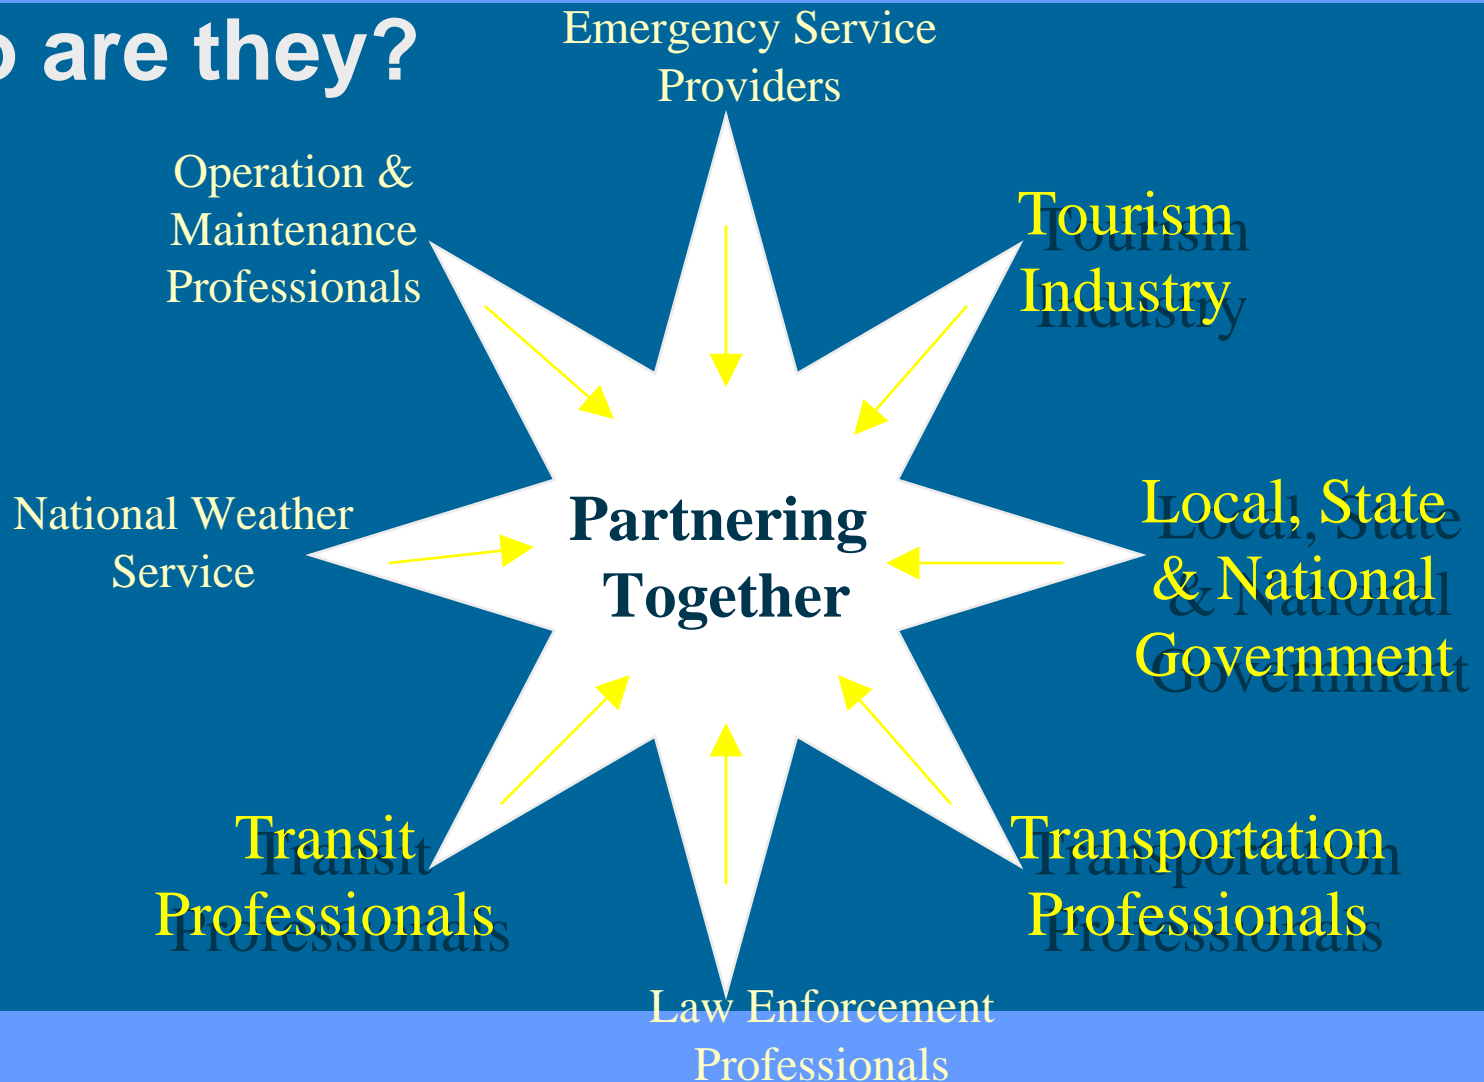 o are they?
Emergency Service
Providers
Operation &
Maintenance
Professionals
Tourism
Industry
National Weather
Service
Partnering
Together
Local, State
& National
Government
Transit
Professionals
Transportation
Professionals
Law Enforcement
Professionals